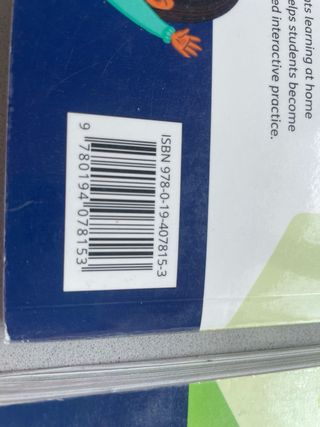 ts learning at home
elps students become
ed interactive practice.
ISBN 978-0-19-407815-3
9 780194 078153